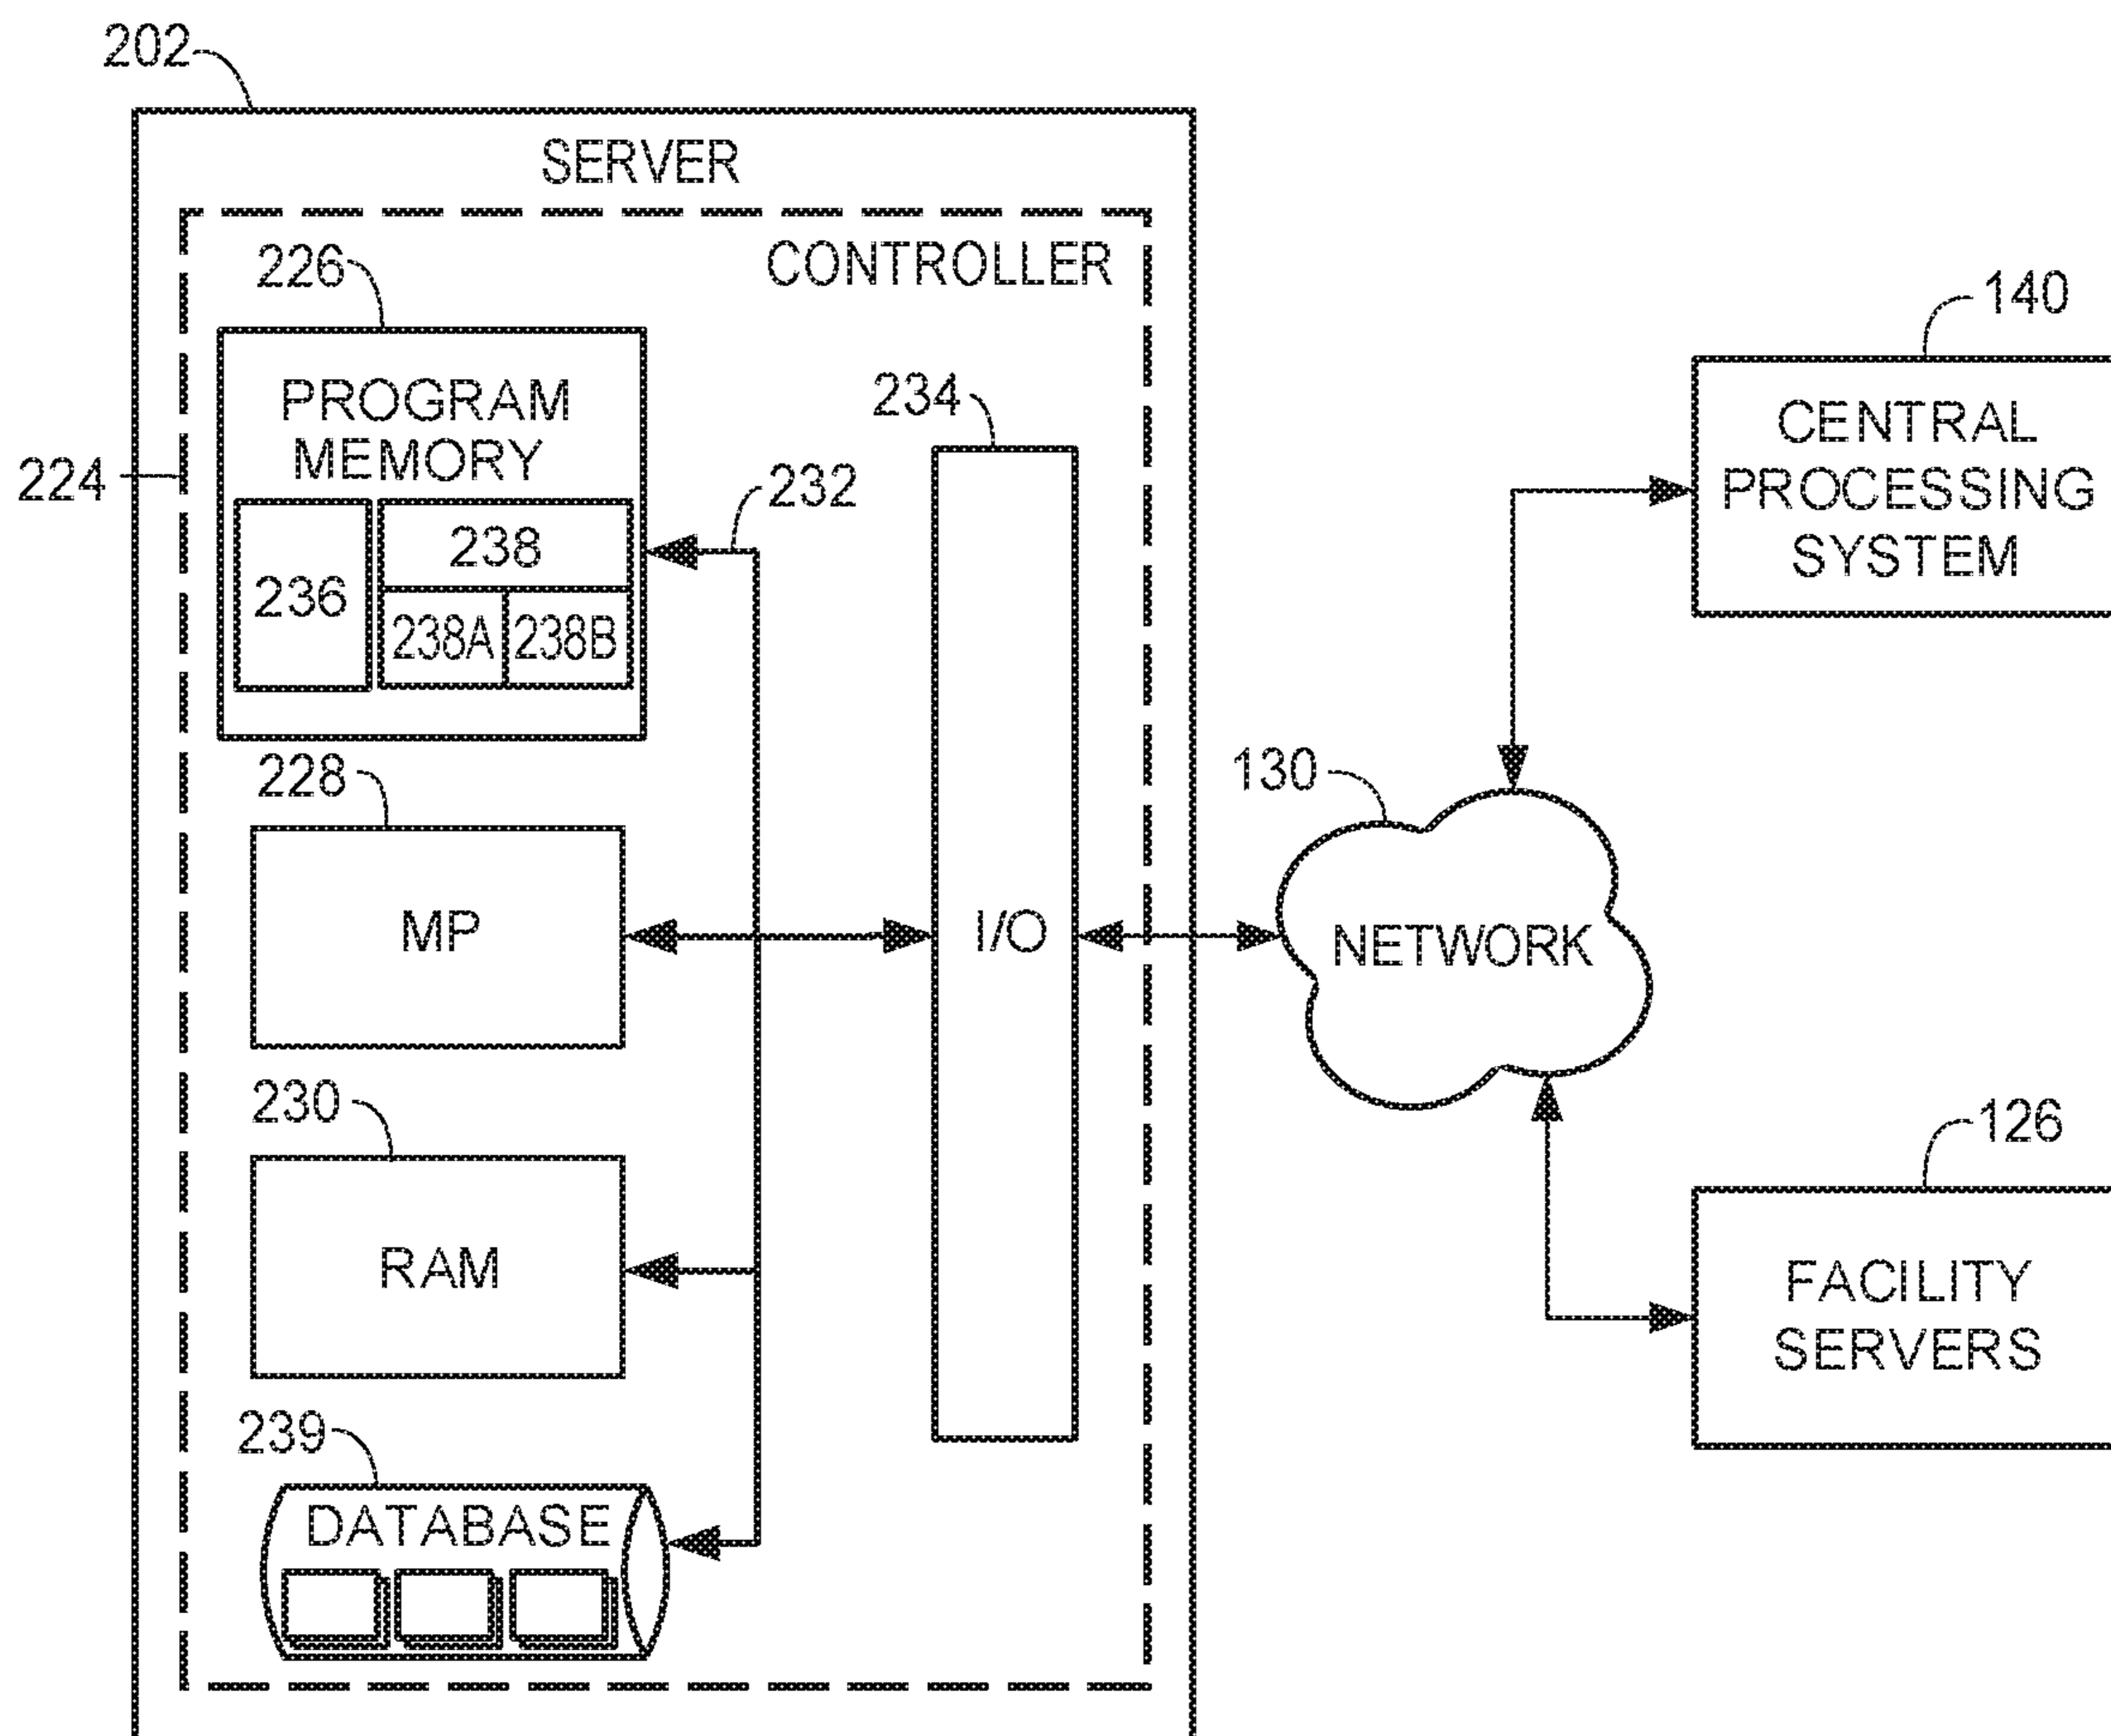 202
SERVER
CONTROLLER
226
PROGRAM
MEMORY
224
236
238
238A
238B
232
234
I/O
228
MP
230
RAM
239
DATABASE
130
NETWORK
140
CENTRAL
PROCESSING
SYSTEM
126
FACILITY
SERVERS